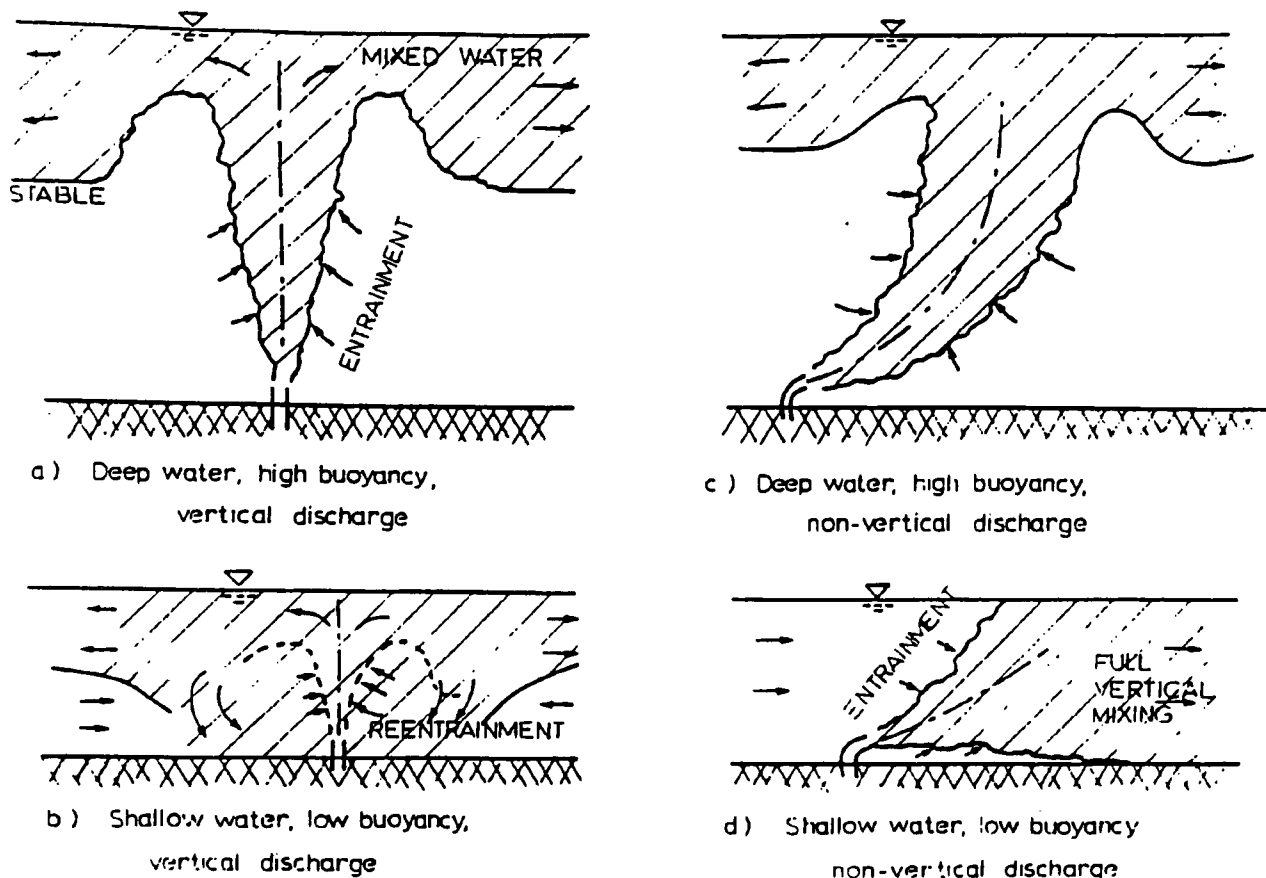 MIXED WATER
STABLE
ENTRAINMENT
a) Deep water, high buoyancy,
vertical discharge
c) Deep water, high buoyancy,
non-vertical discharge
REENTRAINMENT
b) Shallow water, low buoyancy,
vertical discharge
ENTRAINMENT
FULL
VERTICAL
MIXING
d) Shallow water, low buoyancy
non-vertical discharge